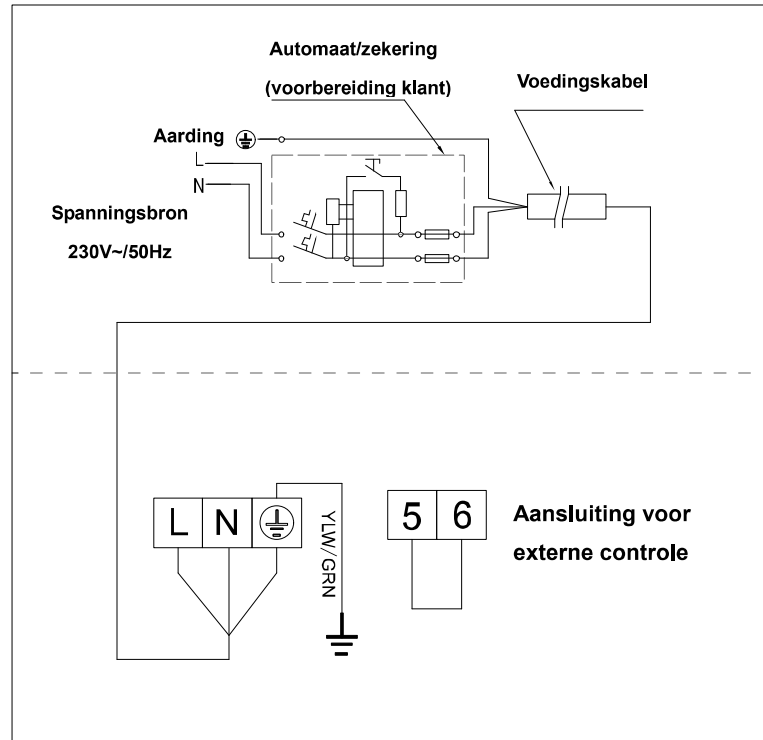 Automaat/zekering
(voorbereiding klant)
Voedingskabel
Aarding
L
N
Spanningsbron
230V~/50Hz
L N
YLW/GRN
5 6
Aansluiting voor
externe controle